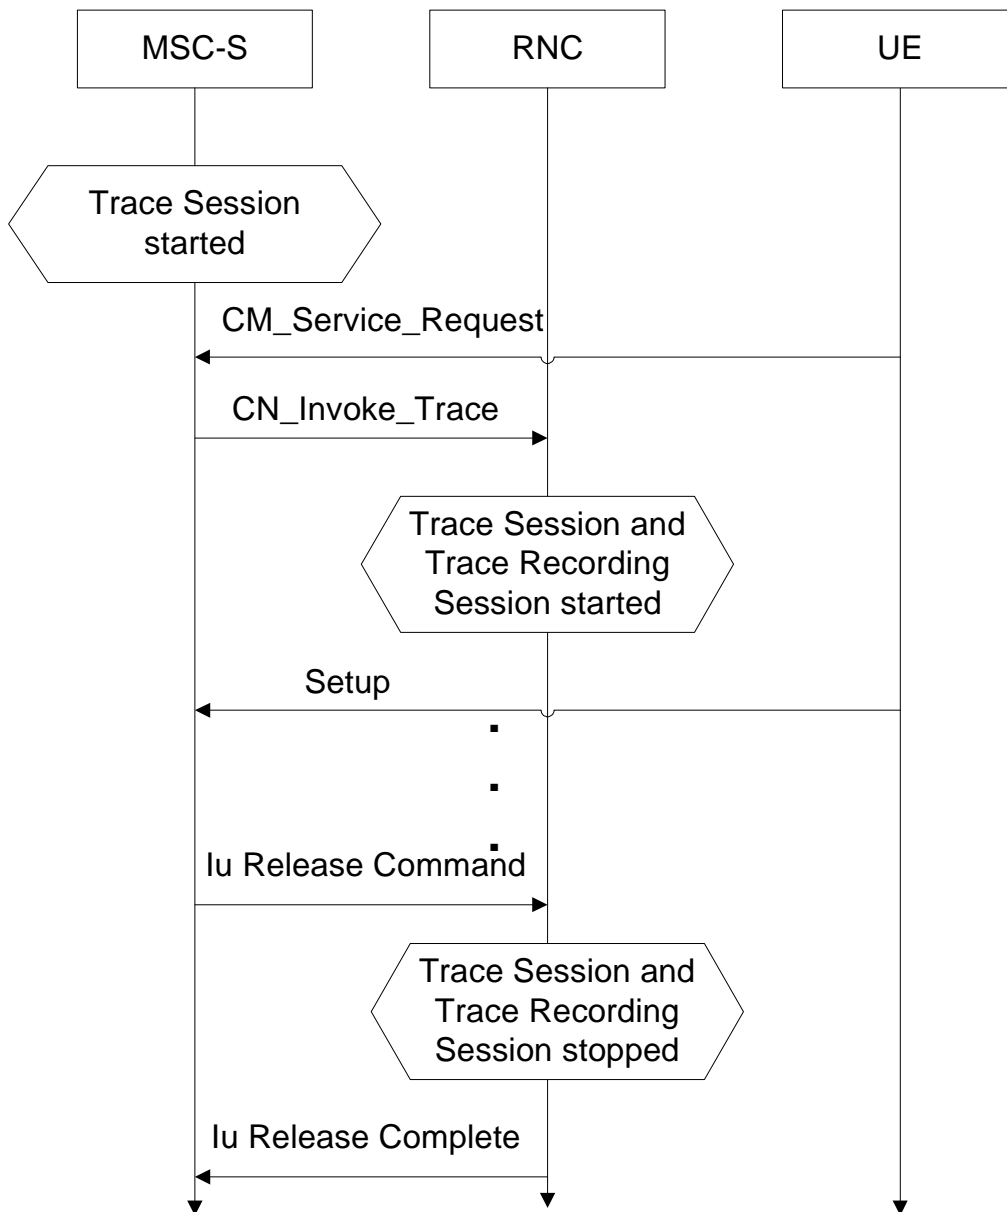 MSC-S
RNC
UE
Trace Session
started
CM_Service_Request
CN_Invoke_Trace
Trace Session and
Trace Recording
Session started
Setup
Iu Release Command
Trace Session and
Trace Recording
Session stopped
Iu Release Complete